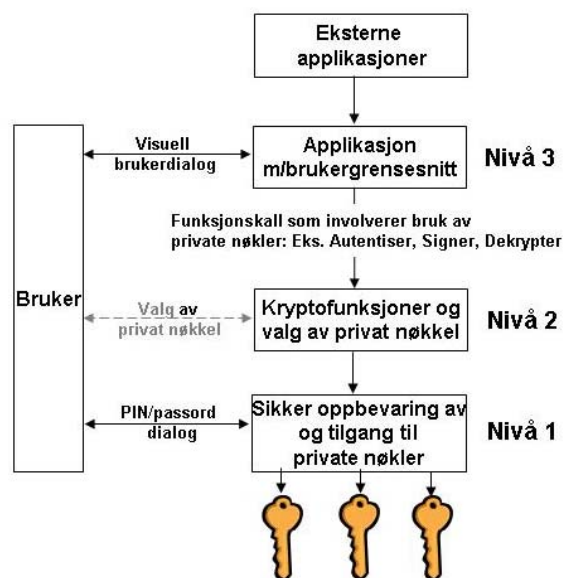 Eksterne
applikasjoner
Visuell
brukerdialog
Applikasjon
m/brukergrensesnitt
Nivå 3
Funksjonskall som involverer bruk av
private nøkler: Eks. Autentiser, Signer, Dekrypter
Bruker
Valg av
privat nøkkel
Kryptofunksjoner og
valg av privat nøkkel
Nivå 2
PIN/passord
dialog
Sikker oppbevaring av
og tilgang til
private nøkler
Nivå 1